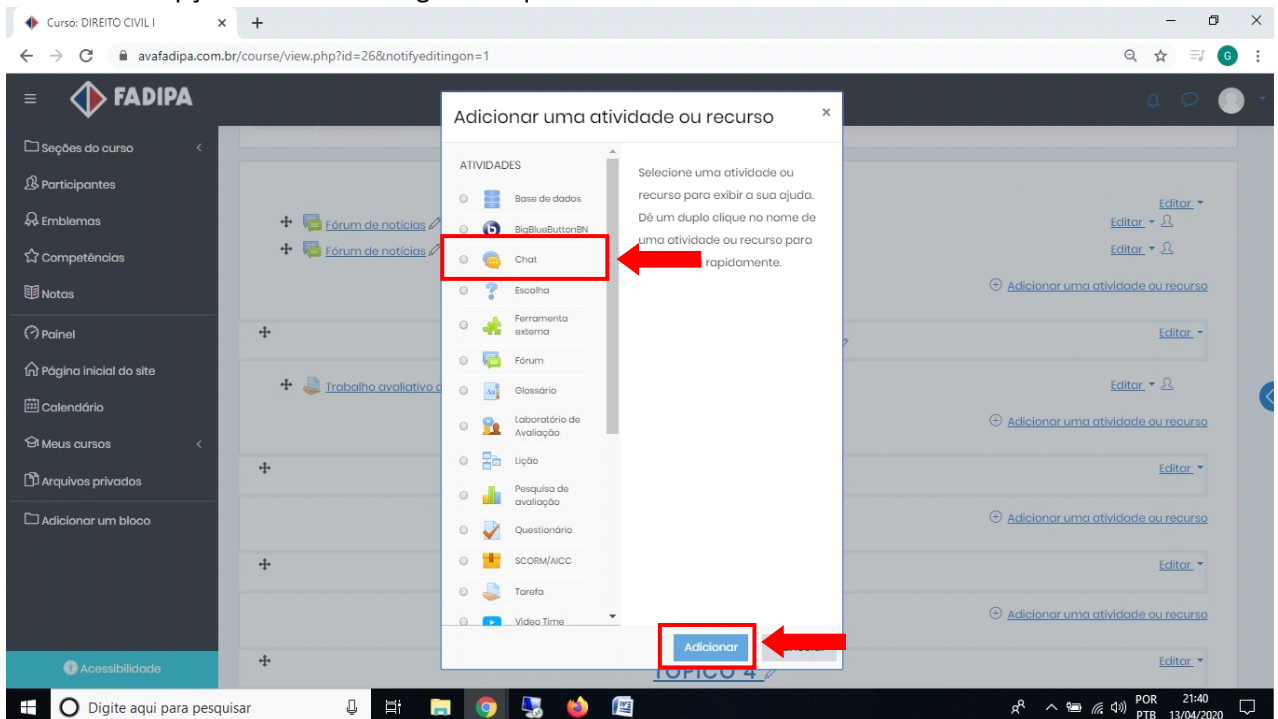 Curso: DIREITO CIVIL I
avafadipa.com.br/course/view.php?id=26&notifyeditingon=1
G
FADIPA
Seções do curso
Participantes
Emblemas
Competências
Notas
Painel
Página inicial do site
Calendário
Meus cursos
Arquivos privados
Adicionar um bloco
Acessibilidade
Fórum de notícias
Fórum de notícias
Trabalho avaliativo
Adicionar uma atividade ou recurso
ATIVIDADES
Base de dados
BigBlueButtonBN
Chat
Escolha
Ferramenta
externa
Fórum
Glossário
Laboratório de
Avaliação
Lição
Pesquisa de
avaliação
Questionário
SCORM/AICC
Tarefa
Video Time
Selecione uma atividade ou
recurso para exibir a sua ajuda.
Dê um duplo clique no nome de
uma atividade ou recurso para
rapidamente.
Adicionar
Editar
Editar
Editar
Adicionar uma atividade ou recurso
Editar
Editar
Adicionar uma atividade ou recurso
Editar
Adicionar uma atividade ou recurso
Editar
Adicionar uma atividade ou recurso
Editar
TÓPICO 4
Digite aqui para pesquisar
POR
PTB
21:40
13/04/2020